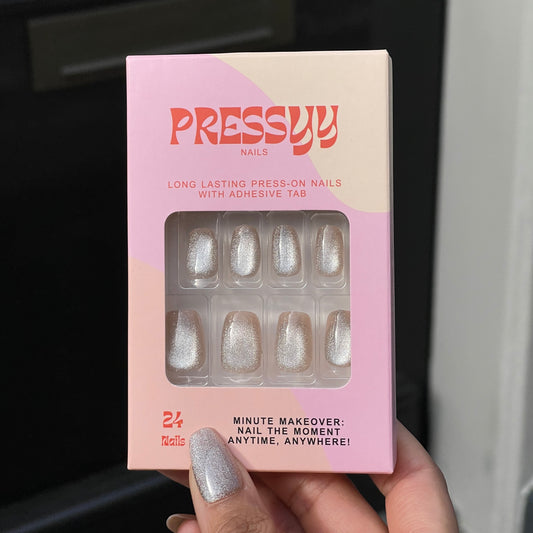 PRESSYY
NAILS
LONG LASTING PRESS-ON NAILS
WITH ADHESIVE TAB
24
Nails
MINUTE MAKEOVER:
NAIL THE MOMENT
ANYTIME, ANYWHERE!